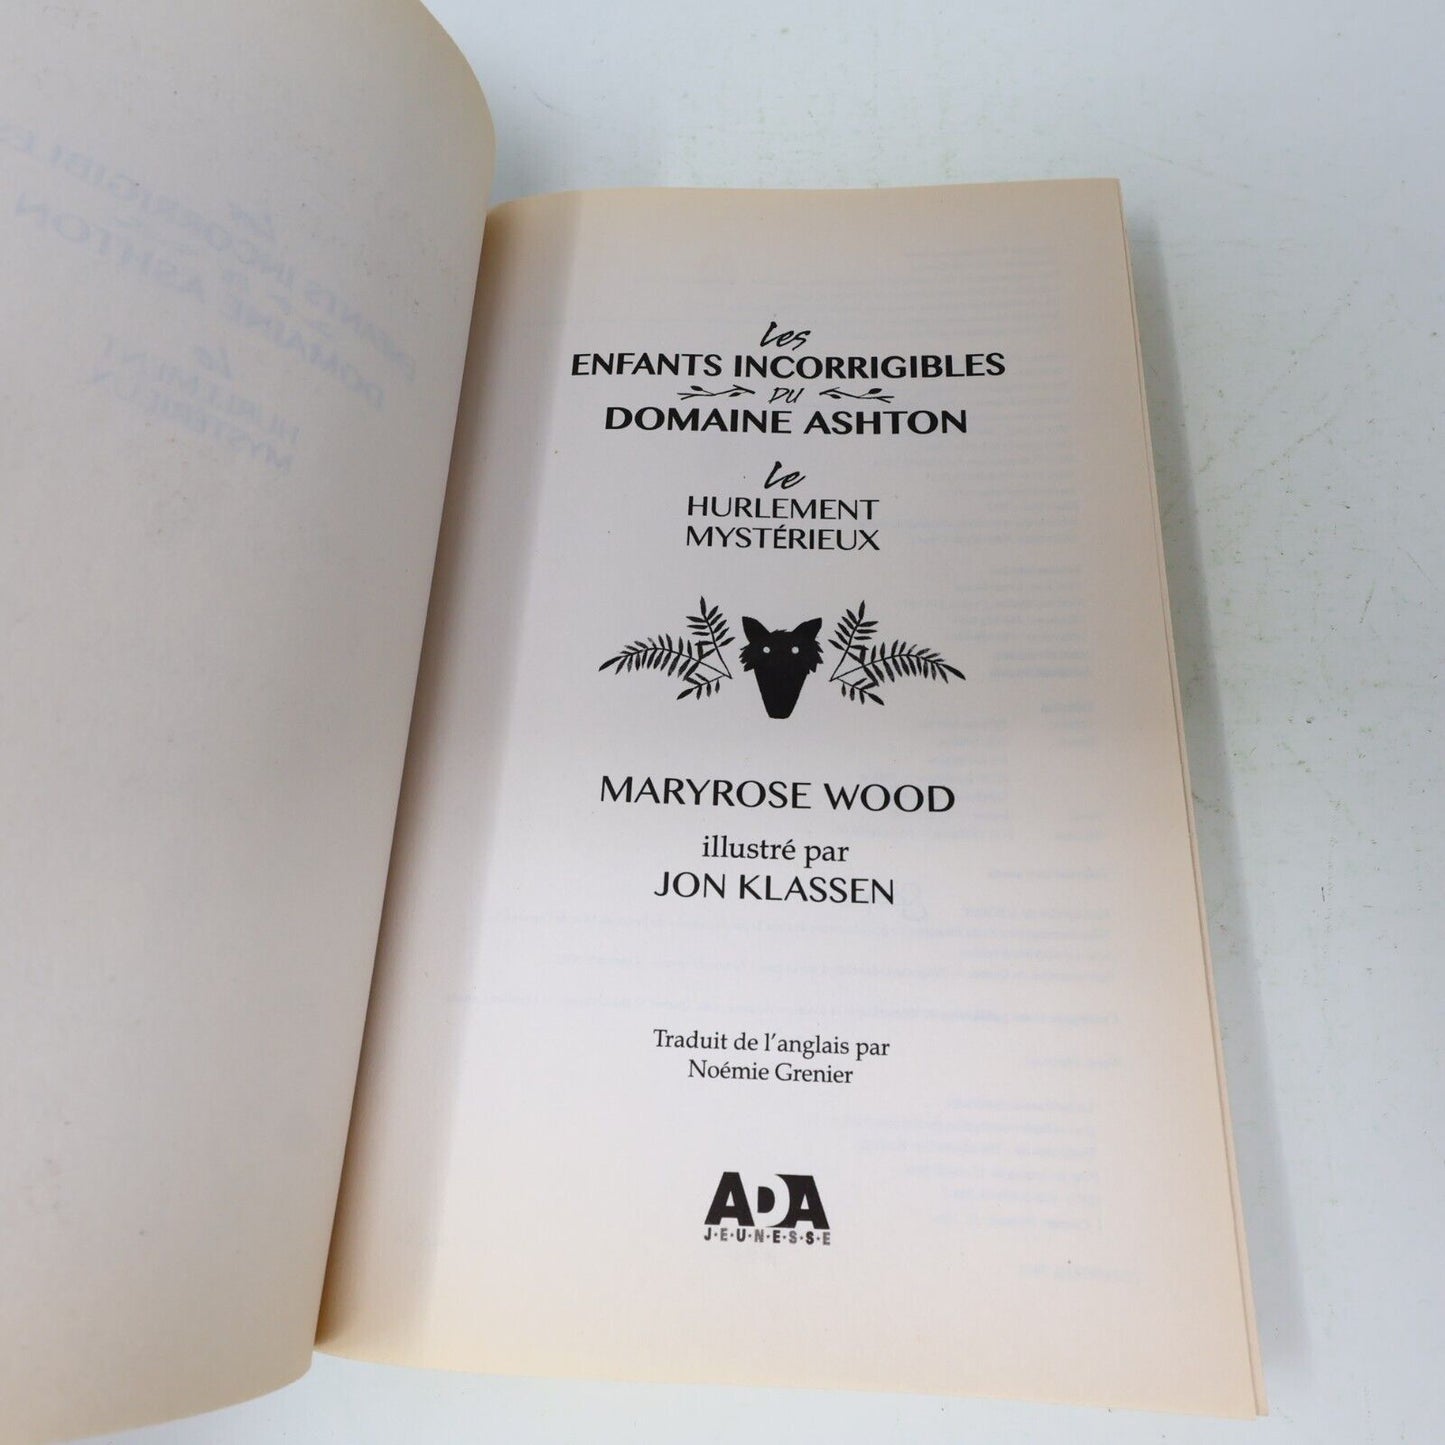 Les
ENFANTS INCORRIGIBLES
DU
DOMAINE ASHTON
Le
HURLEMENT
MYSTÉRIEUX
MARYROSE WOOD
illustré par
JON KLASSEN
Traduit de l'anglais par
Noémie Grenier
ADA
J·E·U·N·E·S·S·E